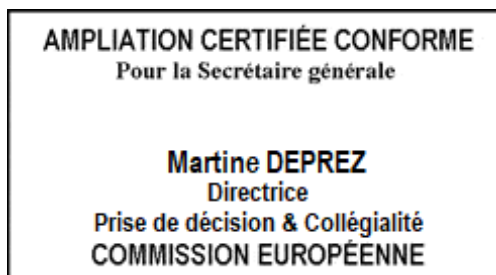 AMPLIATION CERTIFIÉE CONFORME
Pour la Secrétaire générale
Martine DEPREZ
Directrice
Prise de décision & Collégialité
COMMISSION EUROPÉENNE